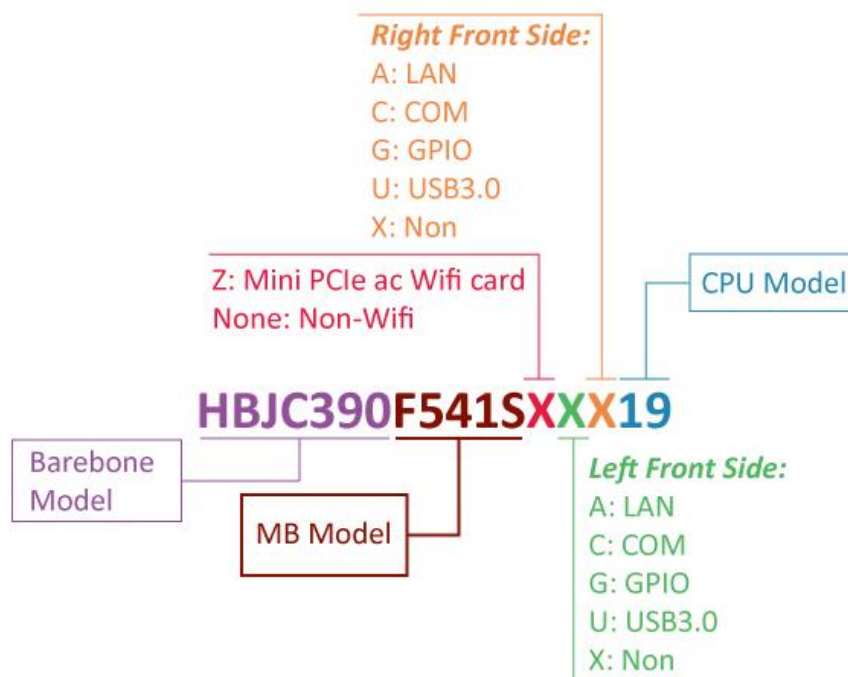 Right Front Side:
A: LAN
C: COM
G: GPIO
U: USB3.0
X: Non
Z: Mini PCIe ac Wifi card
None: Non-Wifi
CPU Model
HBJC390F541SXXX19
Barebone
Model
MB Model
Left Front Side:
A: LAN
C: COM
G: GPIO
U: USB3.0
X: Non